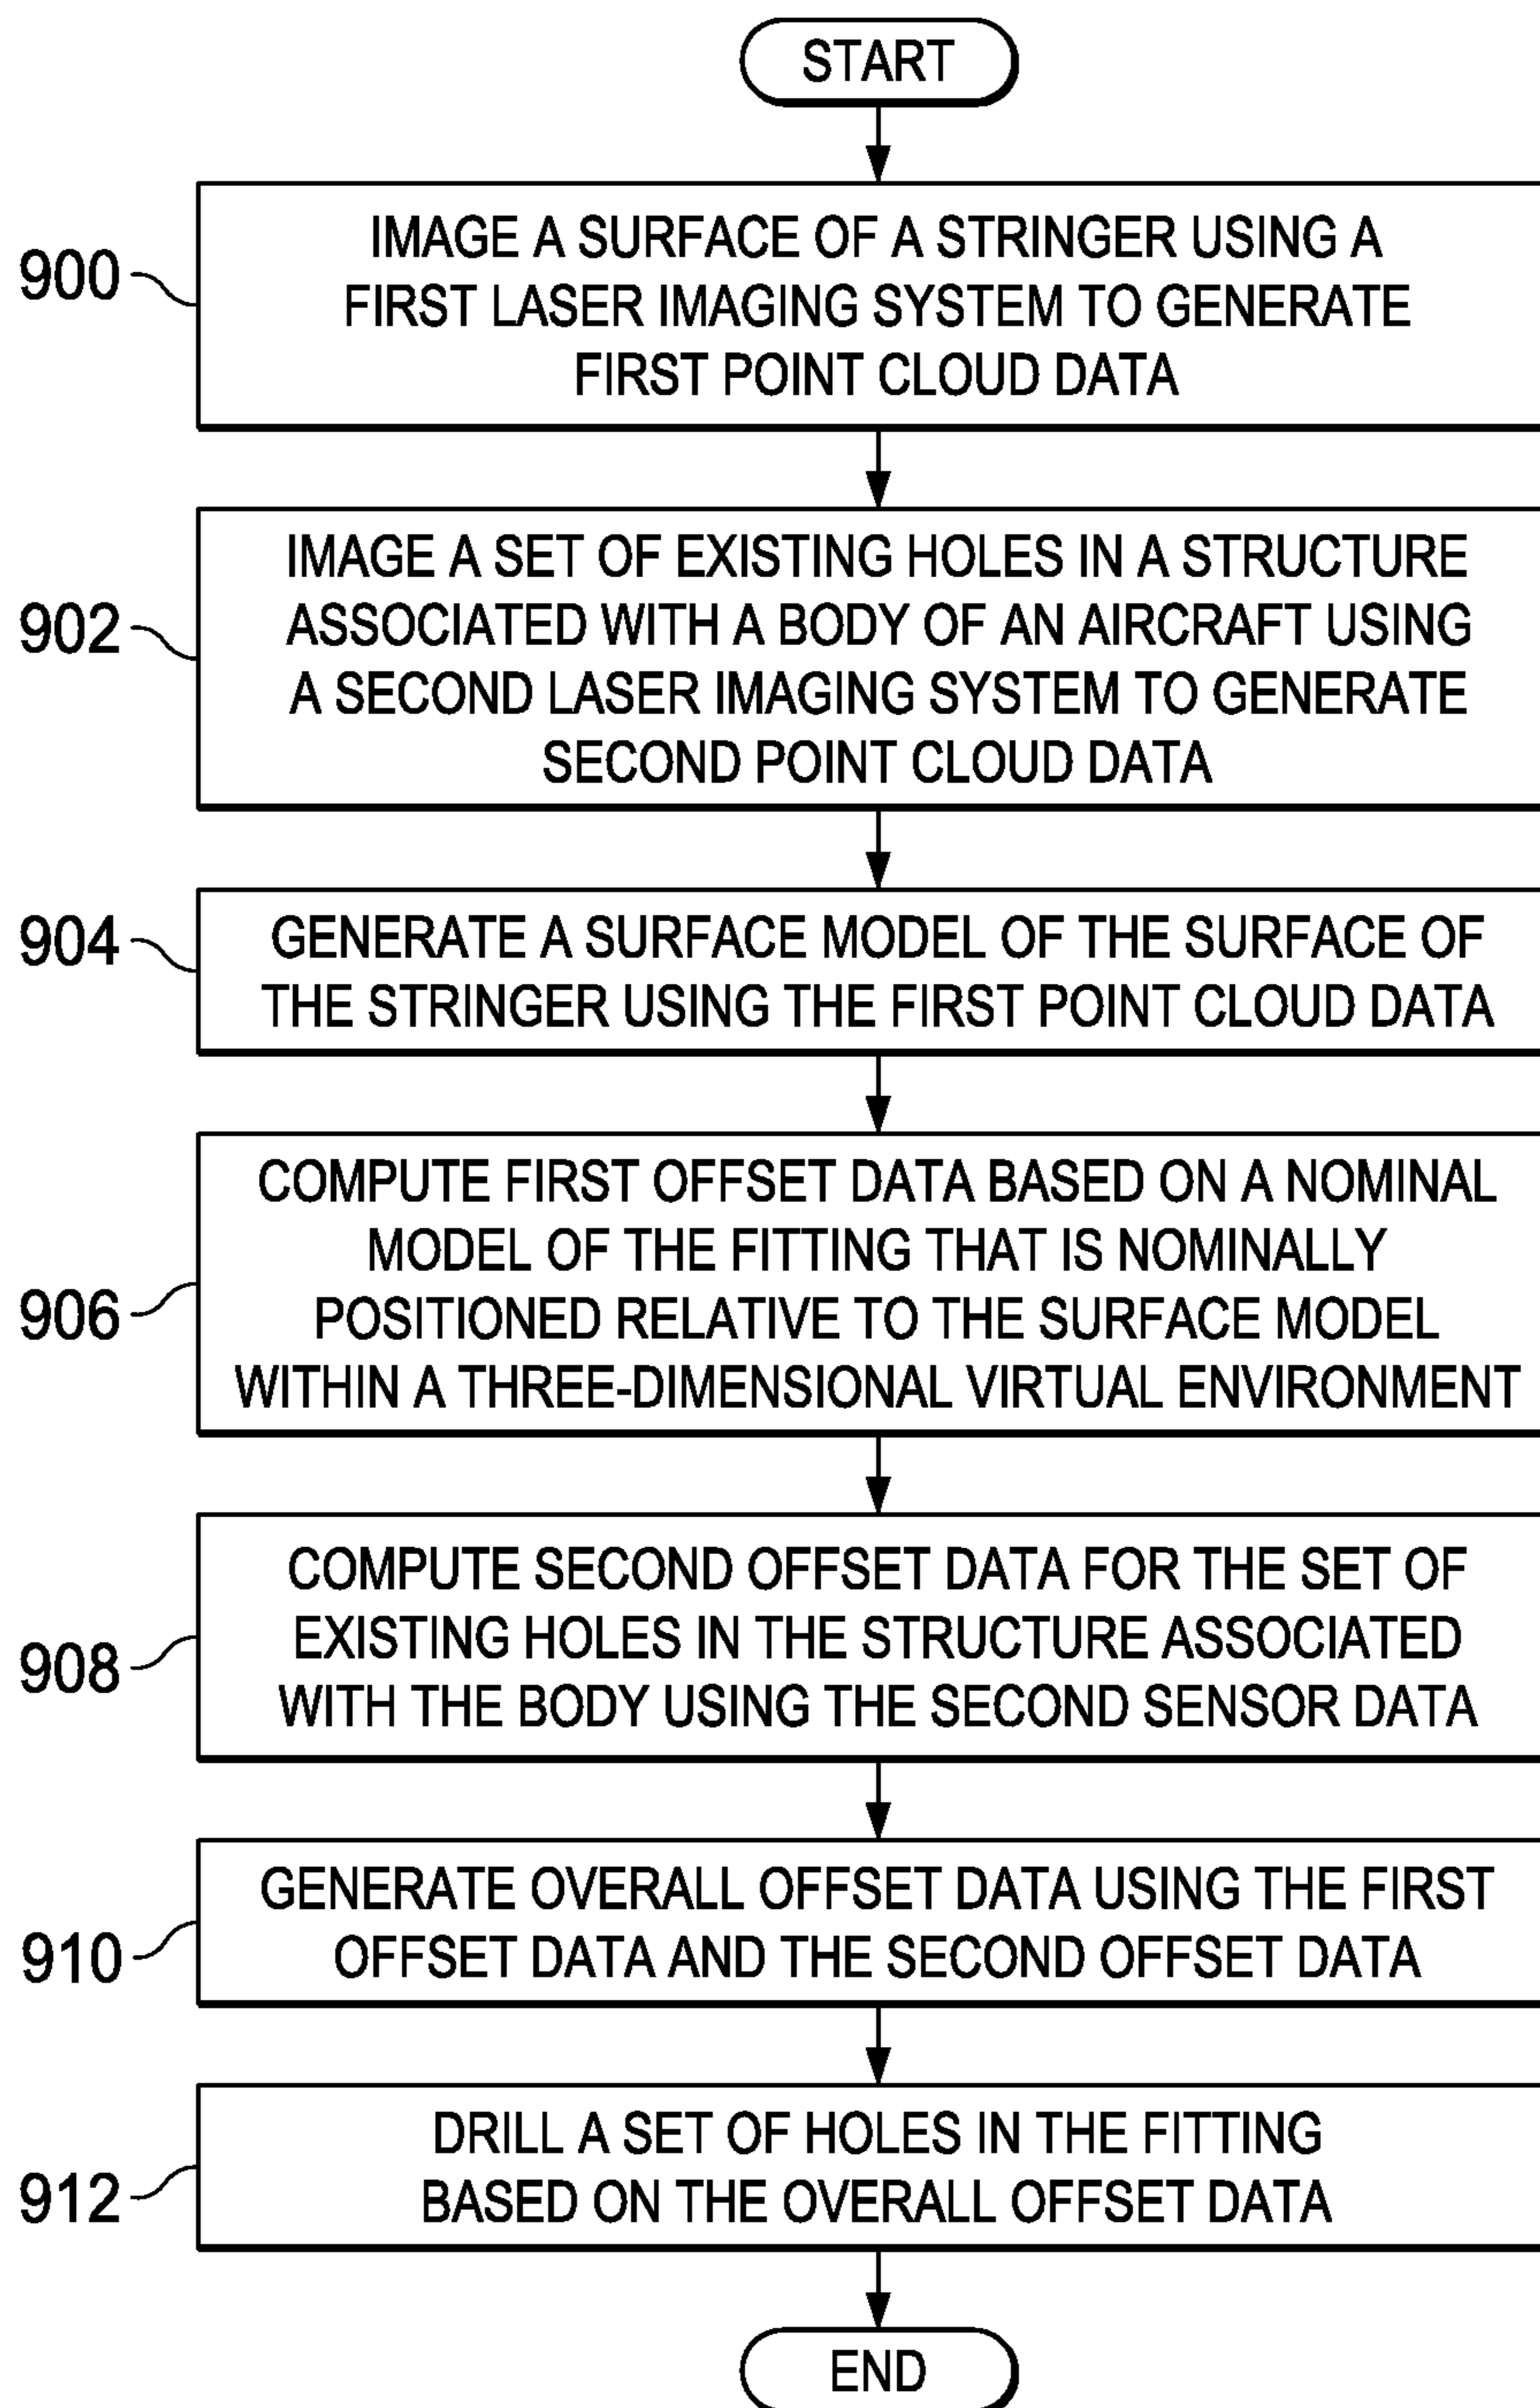 START
900
IMAGE A SURFACE OF A STRINGER USING A
FIRST LASER IMAGING SYSTEM TO GENERATE
FIRST POINT CLOUD DATA
902
IMAGE A SET OF EXISTING HOLES IN A STRUCTURE
ASSOCIATED WITH A BODY OF AN AIRCRAFT USING
A SECOND LASER IMAGING SYSTEM TO GENERATE
SECOND POINT CLOUD DATA
904
GENERATE A SURFACE MODEL OF THE SURFACE OF
THE STRINGER USING THE FIRST POINT CLOUD DATA
906
COMPUTE FIRST OFFSET DATA BASED ON A NOMINAL
MODEL OF THE FITTING THAT IS NOMINALLY
POSITIONED RELATIVE TO THE SURFACE MODEL
WITHIN A THREE-DIMENSIONAL VIRTUAL ENVIRONMENT
908
COMPUTE SECOND OFFSET DATA FOR THE SET OF
EXISTING HOLES IN THE STRUCTURE ASSOCIATED
WITH THE BODY USING THE SECOND SENSOR DATA
910
GENERATE OVERALL OFFSET DATA USING THE FIRST
OFFSET DATA AND THE SECOND OFFSET DATA
912
DRILL A SET OF HOLES IN THE FITTING
BASED ON THE OVERALL OFFSET DATA
END